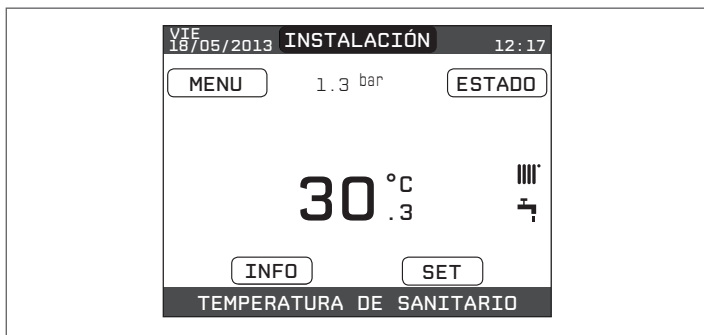 VIE
18/05/2013 INSTALACIÓN 12:17
MENU 1.3 bar ESTADO
30 °C
.3
INFO SET
TEMPERATURA DE SANITARIO